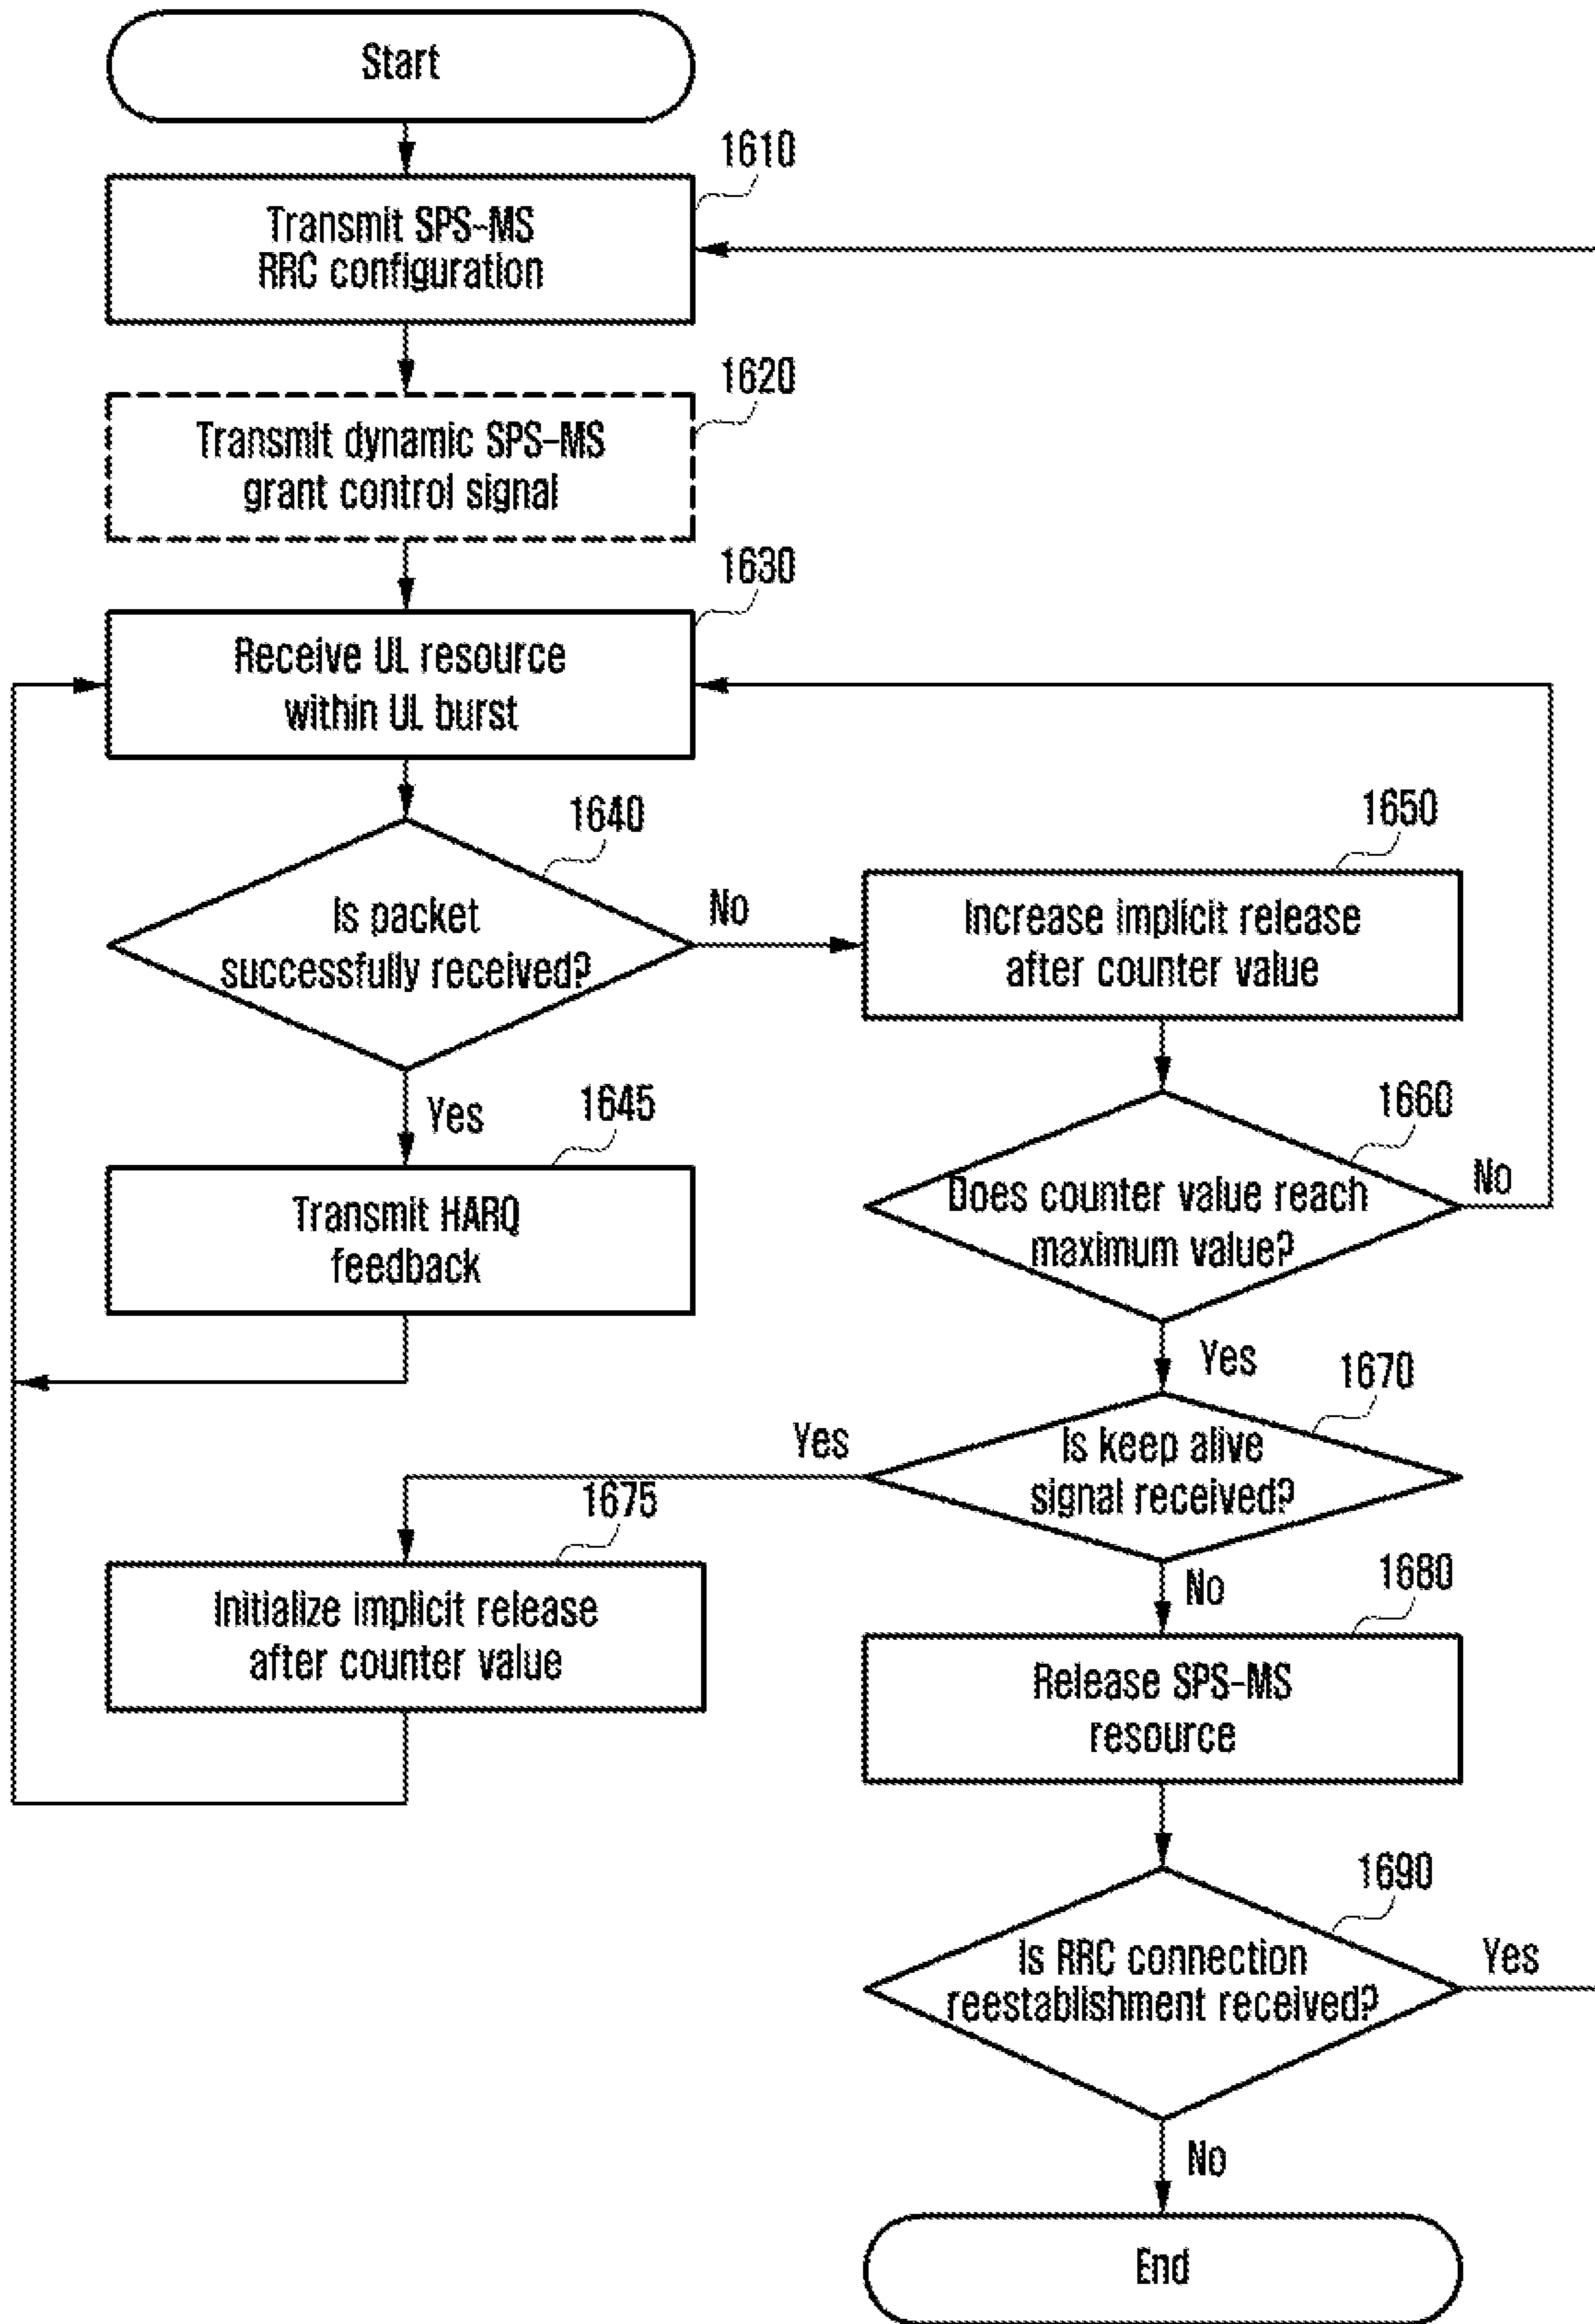 Start
1610
Transmit SPS-MS
RRC configuration
1620
Transmit dynamic SPS-MS
grant control signal
1630
Receive UL resource
within UL burst
1640
Is packet
successfully received?
No
1650
Increase implicit release
after counter value
Yes
1645
Transmit HARQ
feedback
1660
Does counter value reach
maximum value?
No
Yes
1670
Is keep alive
signal received?
Yes
1675
Initialize implicit release
after counter value
No
1680
Release SPS-MS
resource
1690
Is RRC connection
reestablishment received?
Yes
No
End